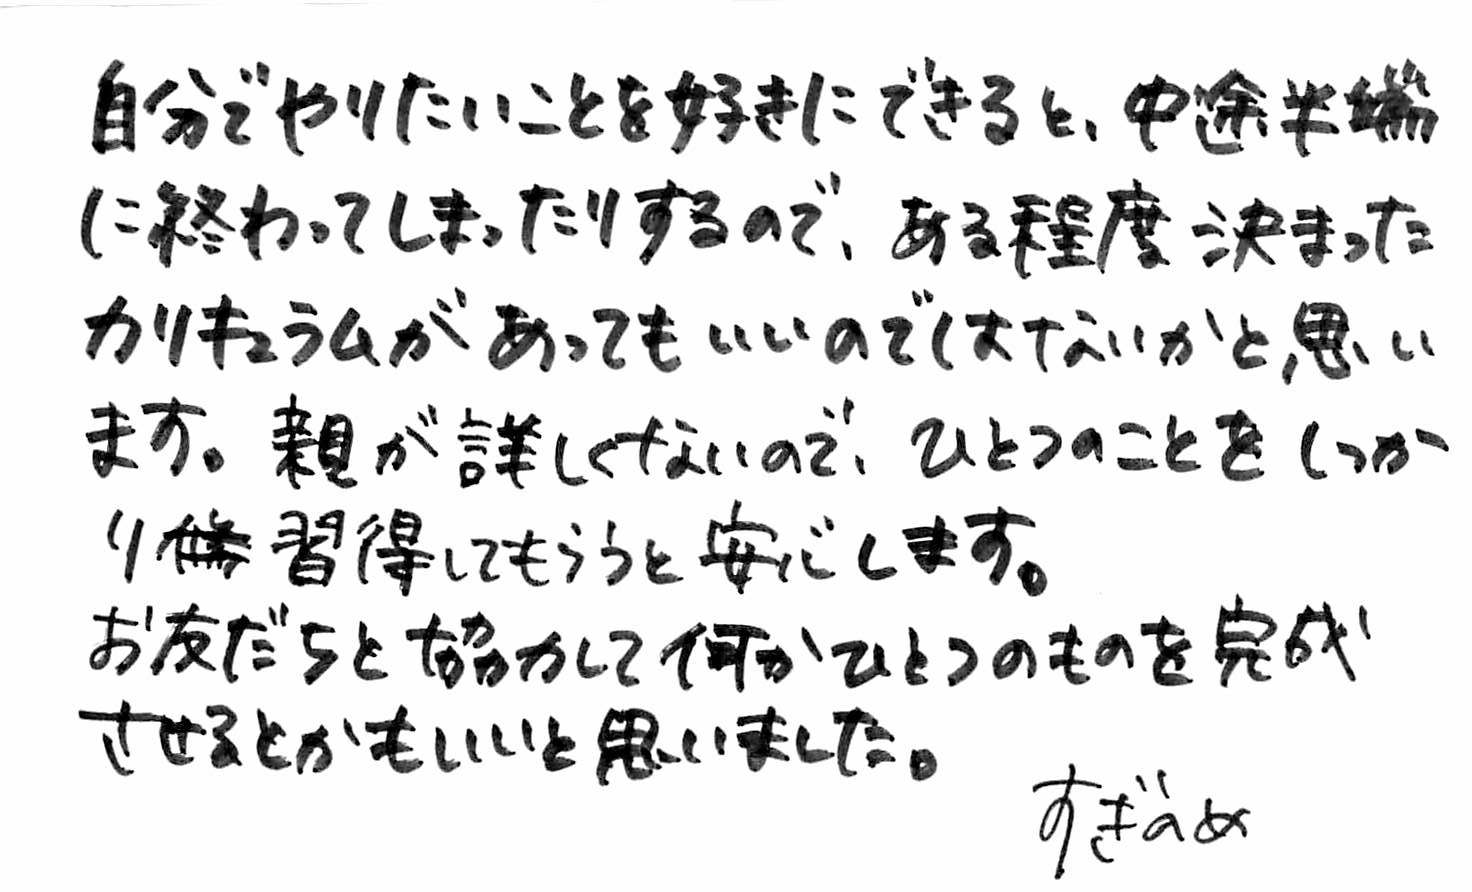 自分でやりたいことを好きにできると、中途半端
に終わってしまったりするので、ある程度決まった
カリキュラムがあってもいいのではないかと思い
ます。親が詳しくないので、ひとつのことをしっか
り習得してもらうと安心します。
お友だちと協力して何かひとつのものを完成
させるとかもいいと思いました。
すぎのめ